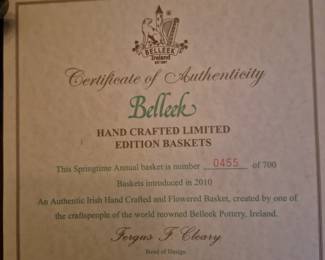 BELLEEK
Ireland
Certificate of Authenticity
Belleek
HAND CRAFTED LIMITED
EDITION BASKETS
This Springtime Annual basket is number 0455 of 700
Baskets introduced in 2010
An Authentic Irish Hand Crafted and Flowered Basket, created by one of
the craftspeople of the world reowned Belleek Pottery, Ireland.
Fergus F Cleary
Head of Design